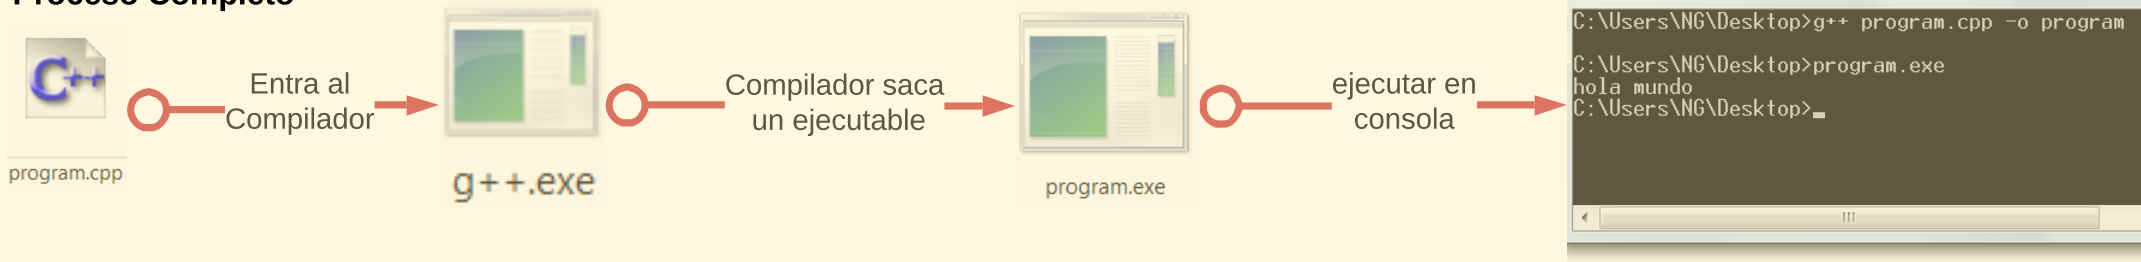 Proceso Completo
C++
program.cpp
Entra al
Compilador
g++.exe
Compilador saca
un ejecutable
program.exe
ejecutar en
consola
C:\Users\NG\Desktop>g++ program.cpp -o program
C:\Users\NG\Desktop>program.exe
hola mundo
C:\Users\NG\Desktop>_